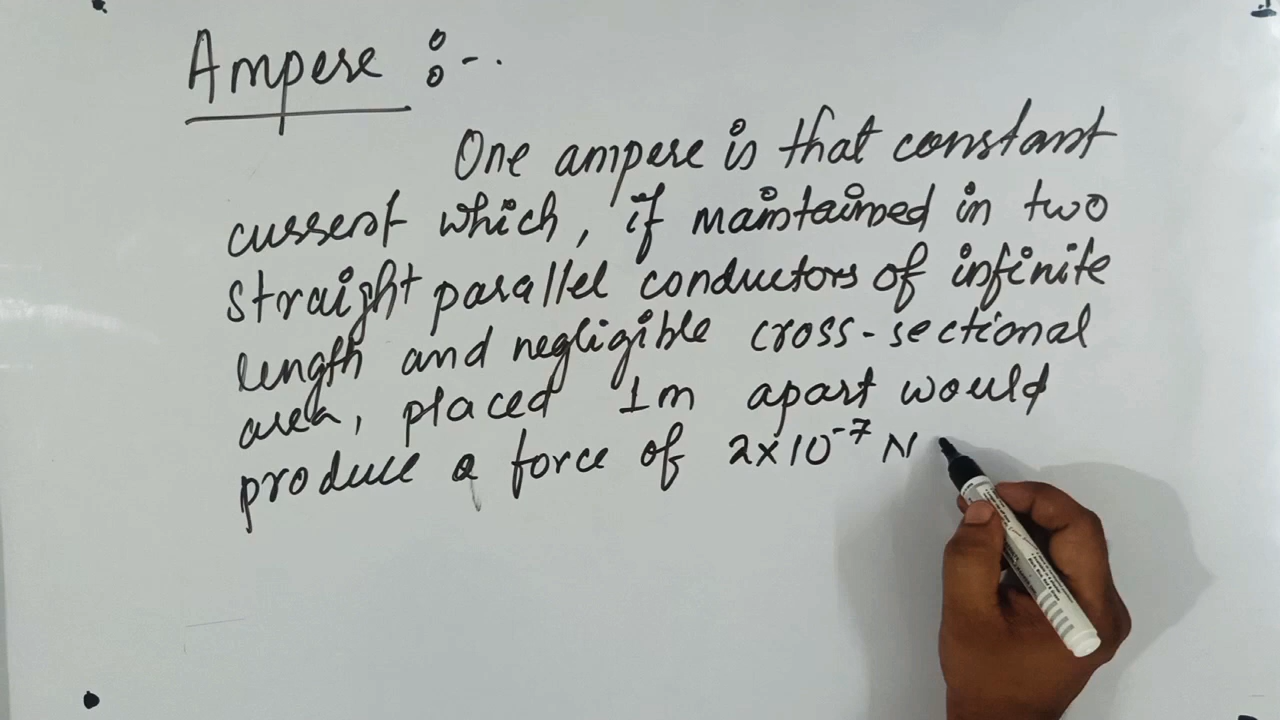 Ampere :-.
One ampere is that constant
current which, if maintained in two
straight parallel conductors of infinite
length and negligible cross-sectional
area, placed 1m apart would
produce a force of 2×10⁻⁷ N